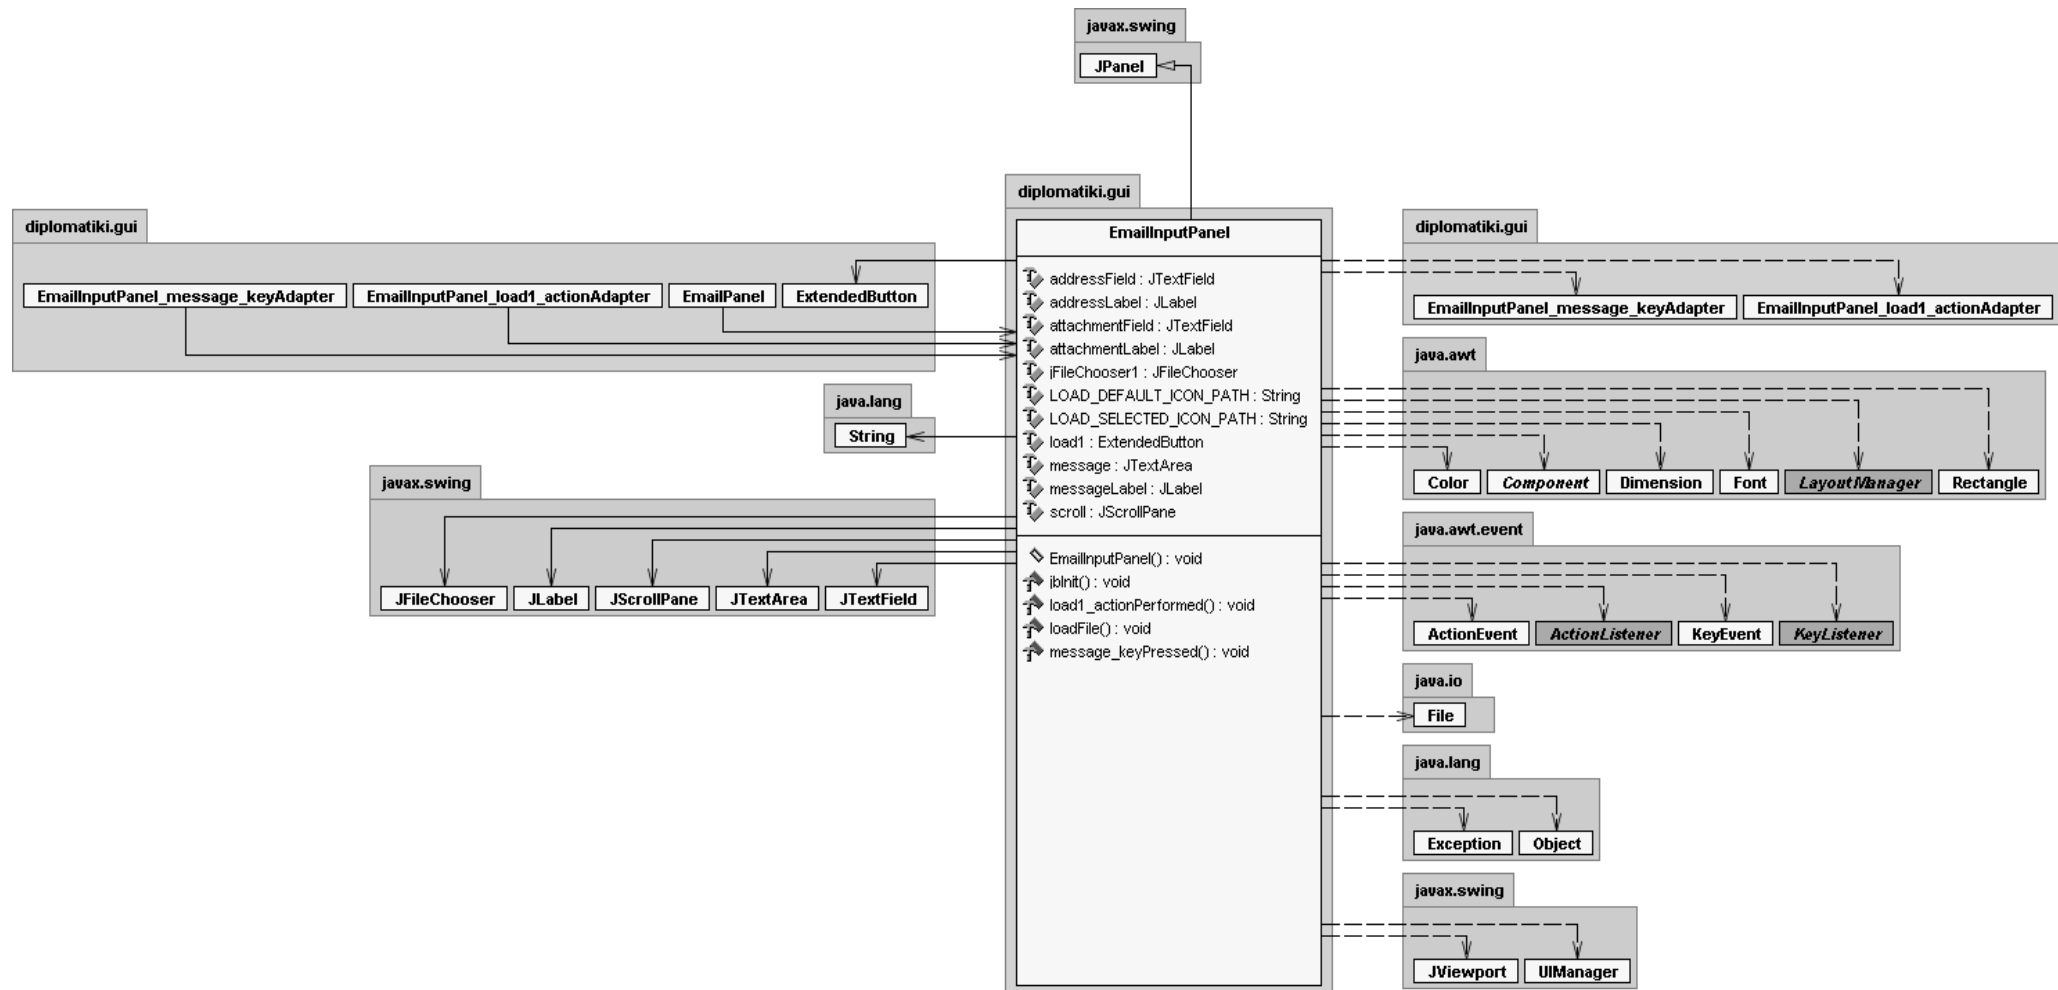 javax.swing
JPanel
diplomatiki.gui
EmailInputPanel_message_keyAdapter
EmailInputPanel_load1_actionAdapter
EmailPanel
ExtendedButton
java.lang
String
javax.swing
JFileChooser
JLabel
JScrollPane
JTextArea
JTextField
diplomatiki.gui
EmailInputPanel
addressField : JTextField
addressLabel : JLabel
attachmentField : JTextField
attachmentLabel : JLabel
jFileChooser1 : JFileChooser
LOAD_DEFAULT_ICON_PATH : String
LOAD_SELECTED_ICON_PATH : String
load1 : ExtendedButton
message : JTextArea
messageLabel : JLabel
scroll : JScrollPane
EmailInputPanel() : void
jbInit() : void
load1_actionPerformed() : void
loadFile() : void
message_keyPressed() : void
diplomatiki.gui
EmailInputPanel_message_keyAdapter
EmailInputPanel_load1_actionAdapter
java.awt
Color
Component
Dimension
Font
LayoutManager
Rectangle
java.awt.event
ActionEvent
ActionListener
KeyEvent
KeyListener
java.io
File
java.lang
Exception
Object
javax.swing
JViewport
UIManager